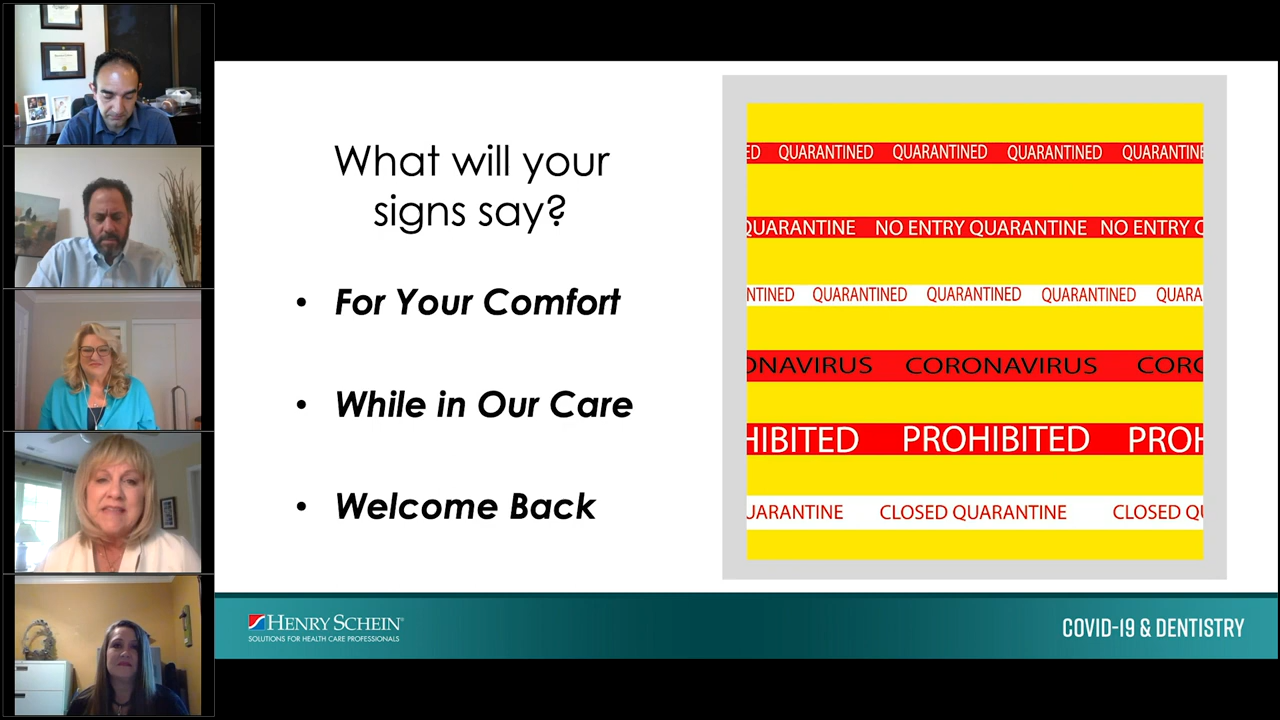 What will your
signs say?
• For Your Comfort
• While in Our Care
• Welcome Back
ED QUARANTINED QUARANTINED QUARANTINED QUARANTINE
QUARANTINE NO ENTRY QUARANTINE NO ENTRY Q
NTINED QUARANTINED QUARANTINED QUARANTINED QUARA
ONAVIRUS CORONAVIRUS CORO
HIBITED PROHIBITED PROH
UARANTINE CLOSED QUARANTINE CLOSED QU
HENRY SCHEIN®
SOLUTIONS FOR HEALTH CARE PROFESSIONALS
COVID-19 & DENTISTRY